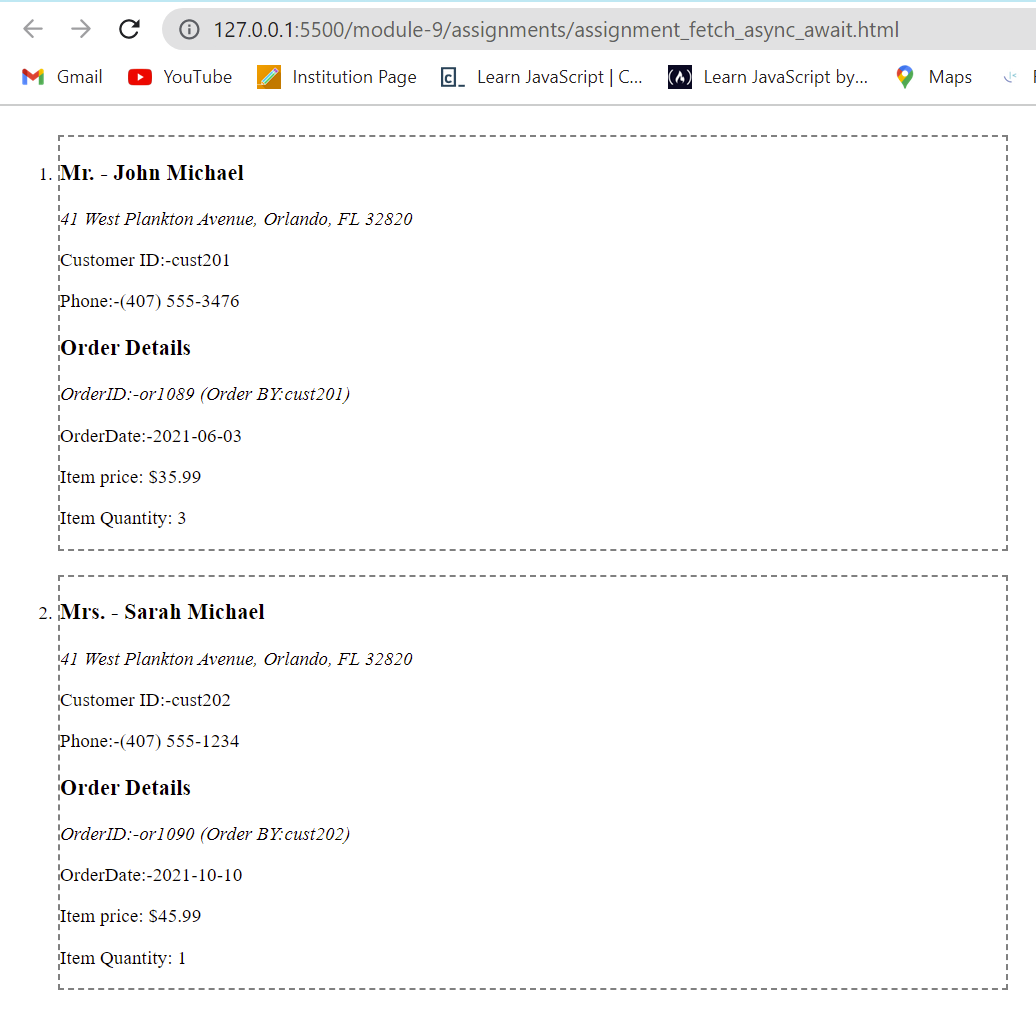 127.0.0.1:5500/module-9/assignments/assignment_fetch_async_await.html
Gmail YouTube Institution Page Learn JavaScript | C... Learn JavaScript by... Maps
1. Mr. - John Michael
41 West Plankton Avenue, Orlando, FL 32820
Customer ID:-cust201
Phone:-(407) 555-3476
Order Details
OrderID:-or1089 (Order BY:cust201)
OrderDate:-2021-06-03
Item price: $35.99
Item Quantity: 3
2. Mrs. - Sarah Michael
41 West Plankton Avenue, Orlando, FL 32820
Customer ID:-cust202
Phone:-(407) 555-1234
Order Details
OrderID:-or1090 (Order BY:cust202)
OrderDate:-2021-10-10
Item price: $45.99
Item Quantity: 1